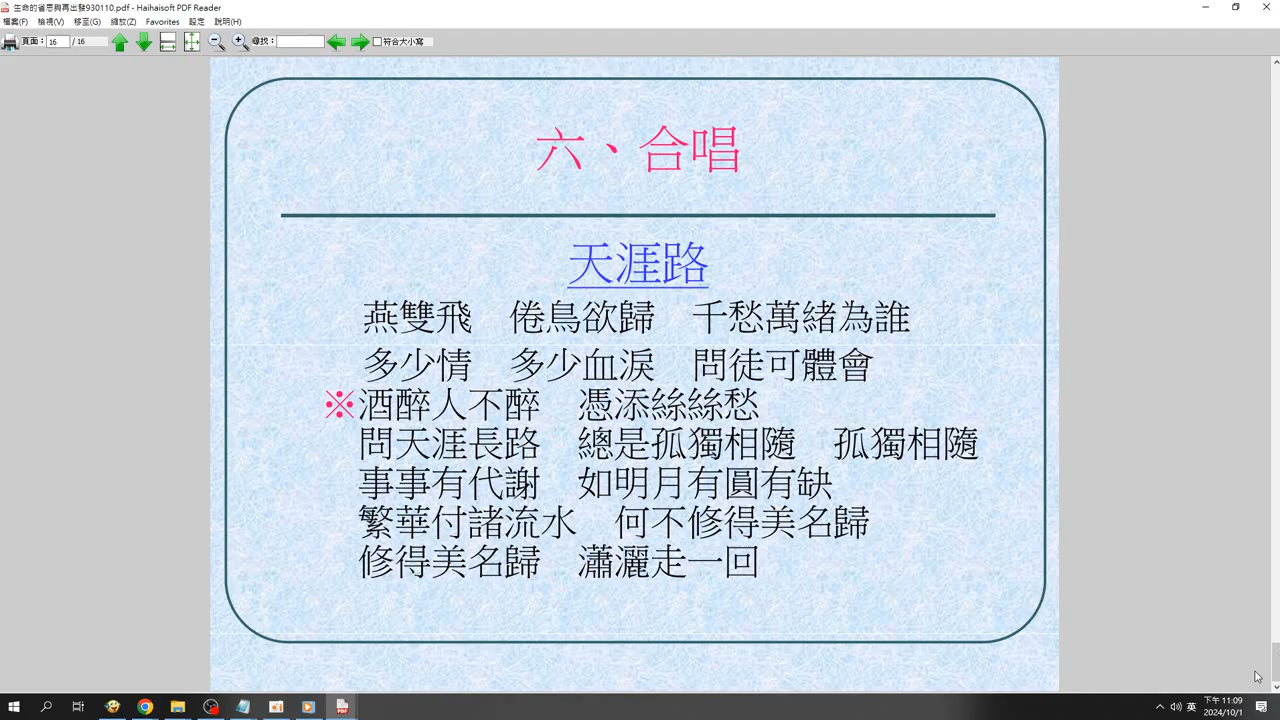 生命的省思與再出發930110.pdf - Haihaisoft PDF Reader
檔案(F) 檢視(V) 移至(G) 縮放(Z) Favorites 設定 說明(H)
頁面: 16 / 16 尋找: 符合大小寫
六、合唱
天涯路
燕雙飛 倦鳥欲歸 千愁萬緒為誰
多少情 多少血淚 問徒可體會
※酒醉人不醉 憑添絲絲愁
問天涯長路 總是孤獨相隨 孤獨相隨
事事有代謝 如明月有圓有缺
繁華付諸流水 何不修得美名歸
修得美名歸 瀟灑走一回
英
下午 11:09
2024/10/1